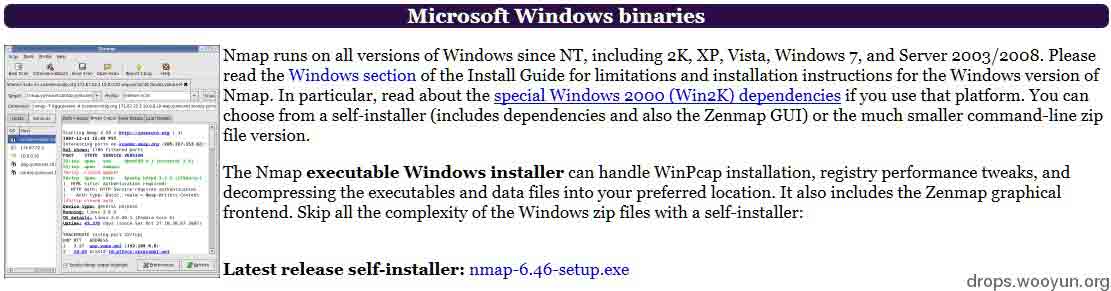 Microsoft Windows binaries
Nmap runs on all versions of Windows since NT, including 2K, XP, Vista, Windows 7, and Server 2003/2008. Please
read the Windows section of the Install Guide for limitations and installation instructions for the Windows version of
Nmap. In particular, read about the special Windows 2000 (Win2K) dependencies if you use that platform. You can
choose from a self-installer (includes dependencies and also the Zenmap GUI) or the much smaller command-line zip
file version.
The Nmap executable Windows installer can handle WinPcap installation, registry performance tweaks, and
decompressing the executables and data files into your preferred location. It also includes the Zenmap graphical
frontend. Skip all the complexity of the Windows zip files with a self-installer:
Latest release self-installer: nmap-6.46-setup.exe
drops.wooyun.org